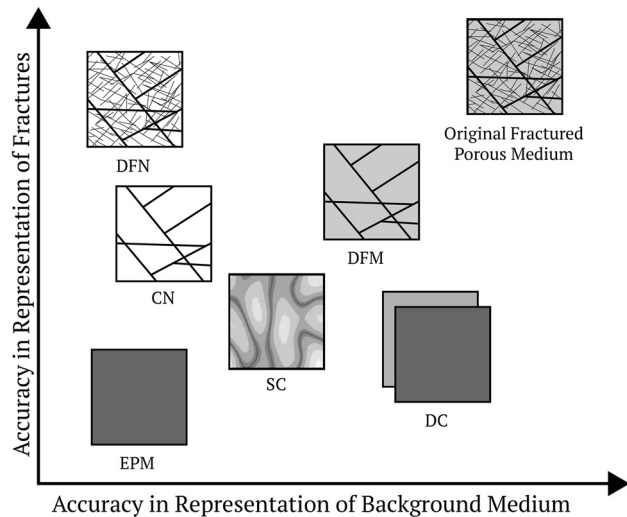 Accuracy in Representation of Fractures
DFN
Original Fractured
Porous Medium
DFM
CN
SC
DC
EPM
Accuracy in Representation of Background Medium